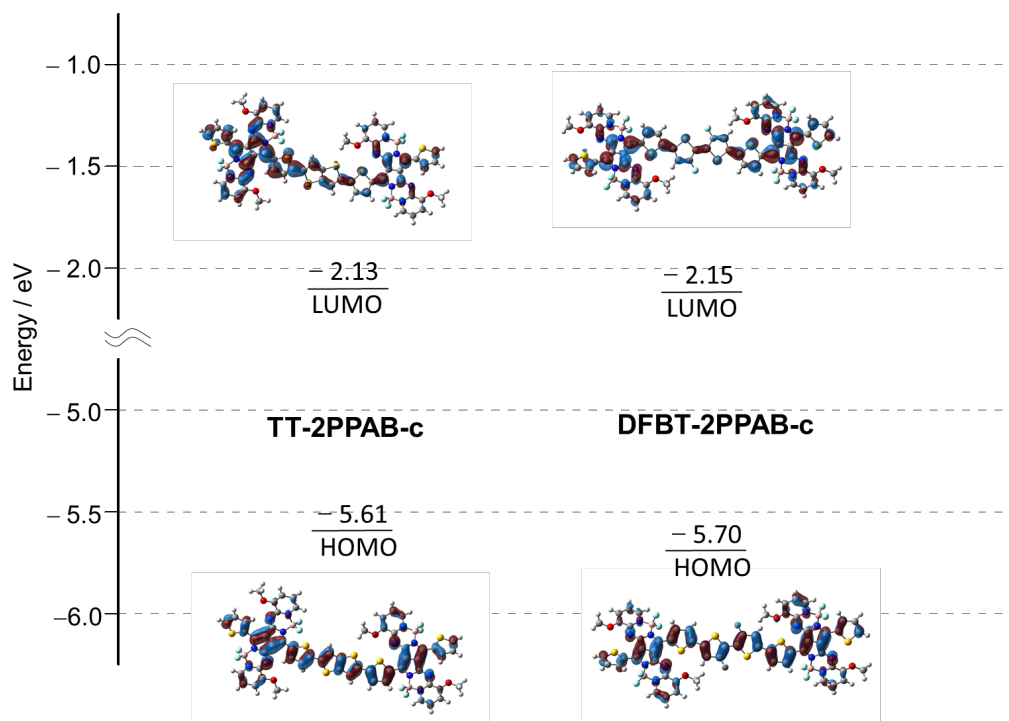 Energy / eV
– 1.0
– 1.5
– 2.0
– 2.13
LUMO
– 2.15
LUMO
– 5.0
TT-2PPAB-c
DFBT-2PPAB-c
– 5.5
– 5.61
HOMO
– 5.70
HOMO
–6.0